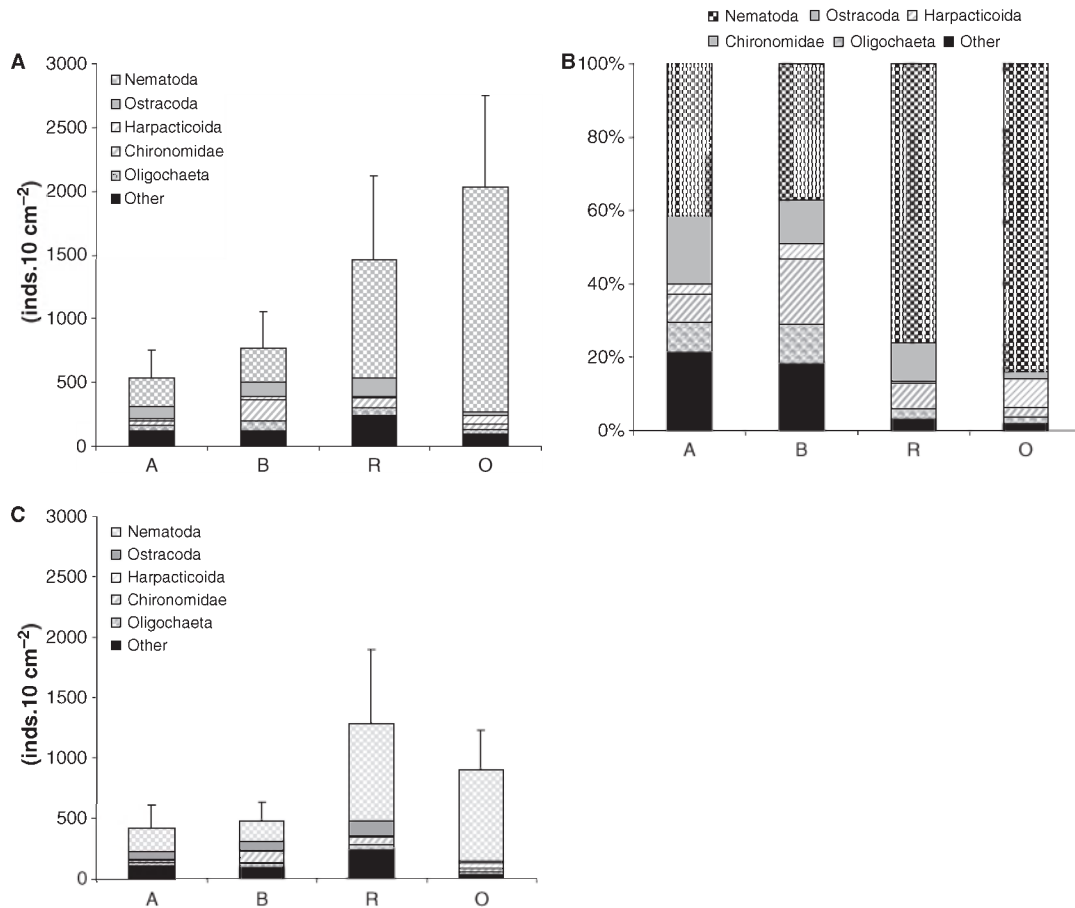 Nematoda Ostracoda Harpacticoida
Chironomidae Oligochaeta Other
A
3000
2500
2000
1500
1000
500
0
(inds.10 cm−2)
Nematoda
Ostracoda
Harpacticoida
Chironomidae
Oligochaeta
Other
A B R O
B
100%
80%
60%
40%
20%
0%
A B R O
C
3000
2500
2000
1500
1000
500
0
(inds.10 cm−2)
Nematoda
Ostracoda
Harpacticoida
Chironomidae
Oligochaeta
Other
A B R O